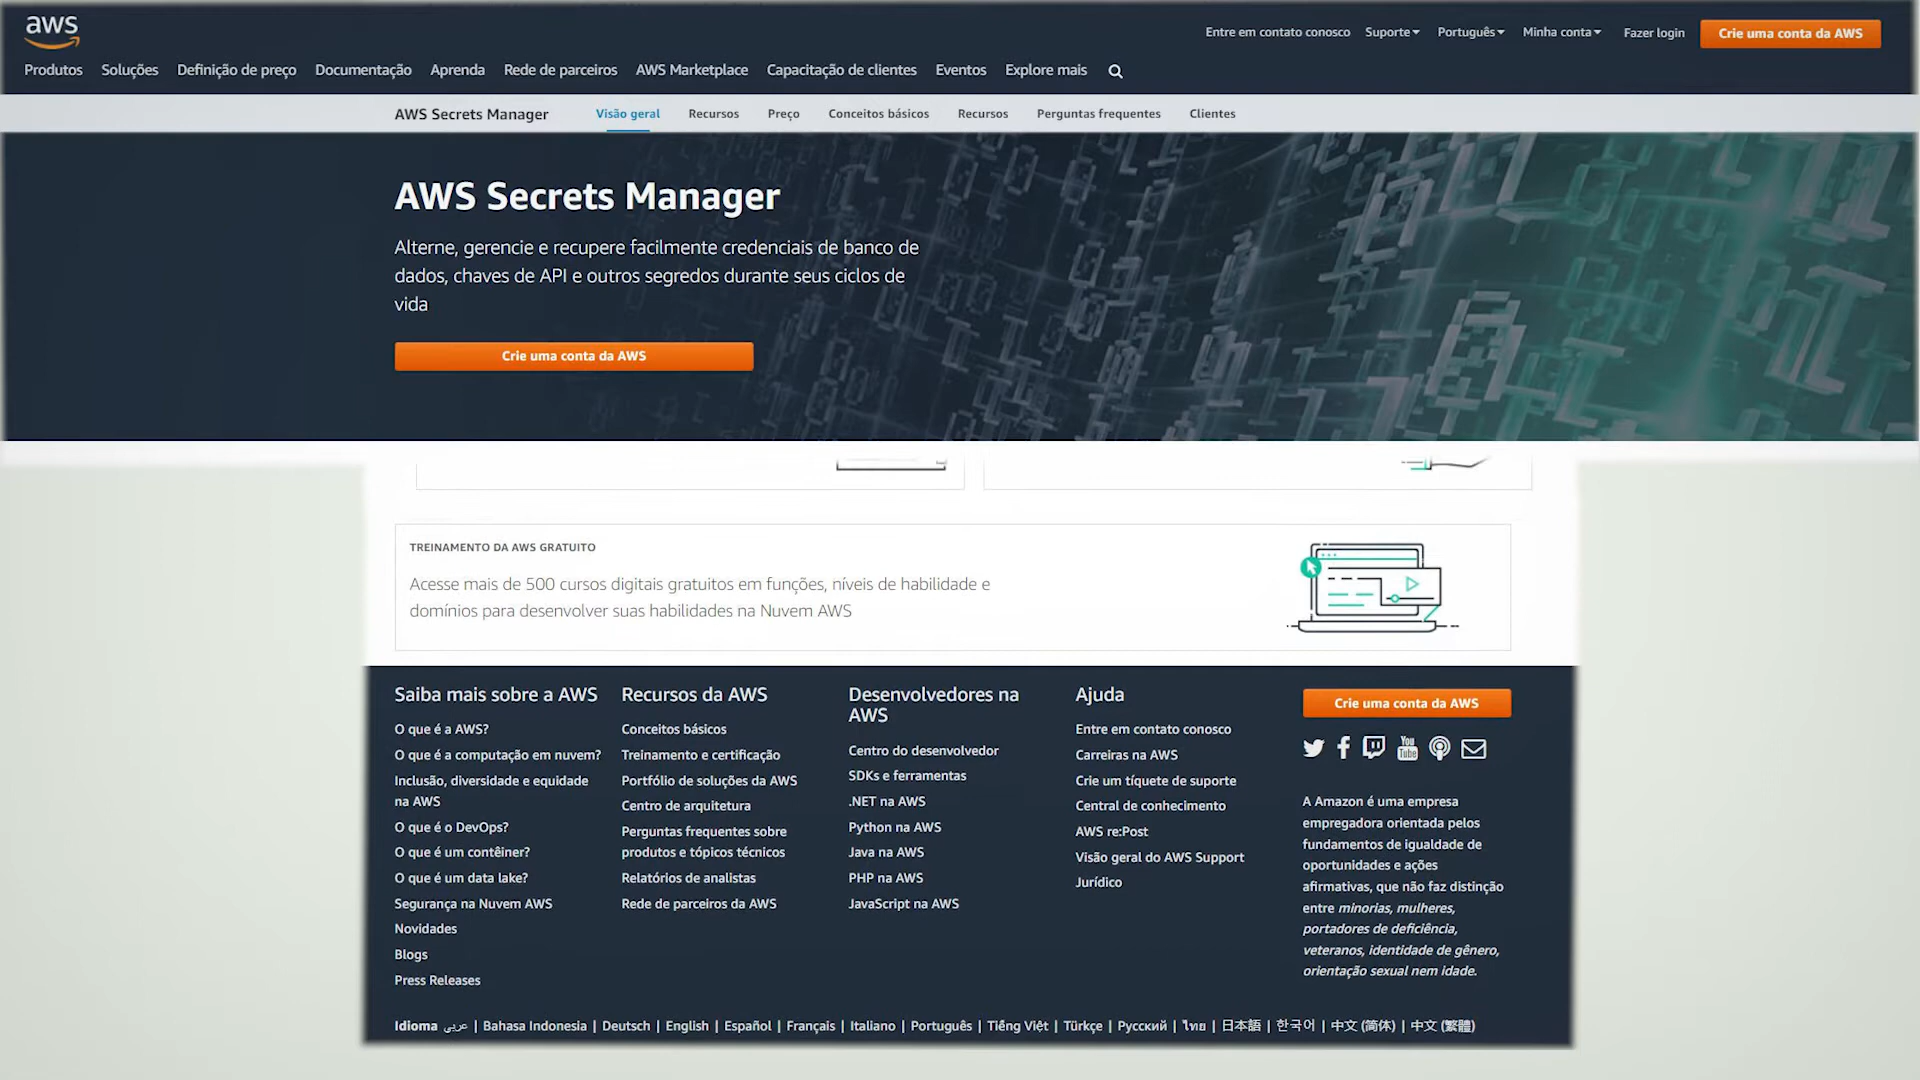 aws
Entre em contato conosco Suporte Português Minha conta Fazer login Crie uma conta da AWS
Produtos Soluções Definição de preço Documentação Aprenda Rede de parceiros AWS Marketplace Capacitação de clientes Eventos Explore mais
AWS Secrets Manager Visão geral Recursos Preço Conceitos básicos Recursos Perguntas frequentes Clientes
AWS Secrets Manager
Alterne, gerencie e recupere facilmente credenciais de banco de
dados, chaves de API e outros segredos durante seus ciclos de
vida
Crie uma conta da AWS
TREINAMENTO DA AWS GRATUITO
Acesse mais de 500 cursos digitais gratuitos em funções, níveis de habilidade e
domínios para desenvolver suas habilidades na Nuvem AWS
Saiba mais sobre a AWS
O que é a AWS?
O que é a computação em nuvem?
Inclusão, diversidade e equidade
na AWS
O que é o DevOps?
O que é um contêiner?
O que é um data lake?
Segurança na Nuvem AWS
Novidades
Blogs
Press Releases
Recursos da AWS
Conceitos básicos
Treinamento e certificação
Portfólio de soluções da AWS
Centro de arquitetura
Perguntas frequentes sobre
produtos e tópicos técnicos
Relatórios de analistas
Rede de parceiros da AWS
Desenvolvedores na
AWS
Centro do desenvolvedor
SDKs e ferramentas
.NET na AWS
Python na AWS
Java na AWS
PHP na AWS
JavaScript na AWS
Ajuda
Entre em contato conosco
Carreiras na AWS
Crie um tíquete de suporte
Central de conhecimento
AWS re:Post
Visão geral do AWS Support
Jurídico
Crie uma conta da AWS
You
Tube
A Amazon é uma empresa
empregadora orientada pelos
fundamentos de igualdade de
oportunidades e ações
afirmativas, que não faz distinção
entre minorias, mulheres,
portadores de deficiência,
veteranos, identidade de gênero,
orientação sexual nem idade.
Idioma عربي | Bahasa Indonesia | Deutsch | English | Español | Français | Italiano | Português | Tiếng Việt | Türkçe | Ρусский | ไทย | 日本語 | 한국어 | 中文 (简体) | 中文 (繁體)